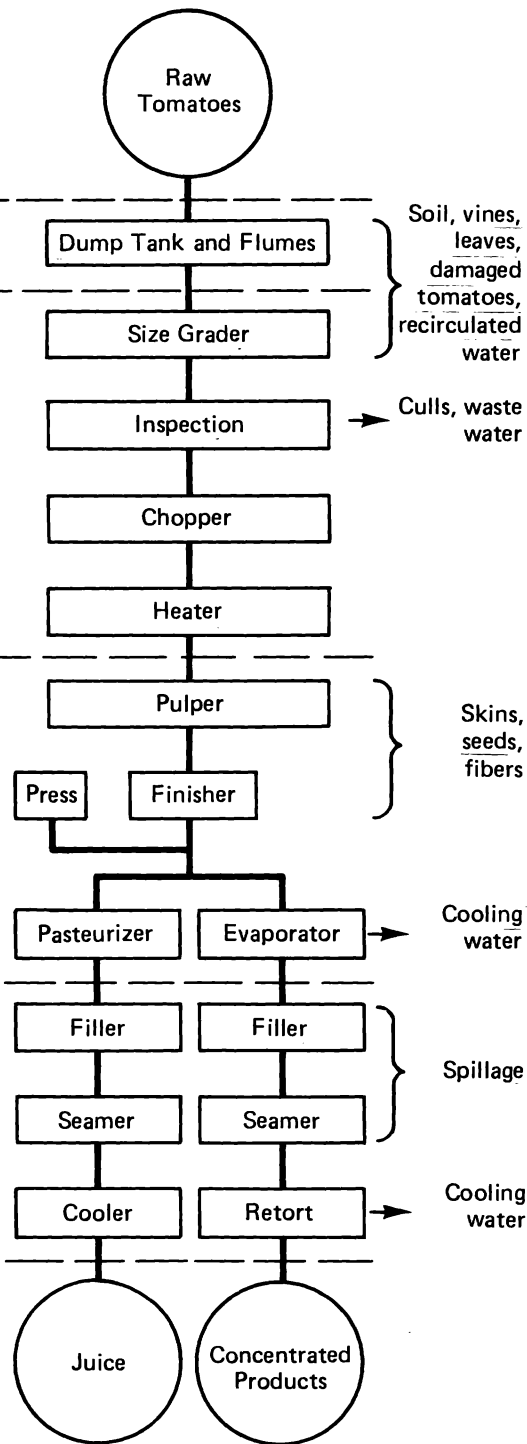 Raw
Tomatoes
Dump Tank and Flumes
Soil, vines,
leaves,
damaged
tomatoes,
recirculated
water
Size Grader
Inspection
Culls, waste
water
Chopper
Heater
Pulper
Skins,
seeds,
fibers
Press
Finisher
Pasteurizer
Evaporator
Cooling
water
Filler
Filler
Spillage
Seamer
Seamer
Cooler
Retort
Cooling
water
Juice
Concentrated
Products